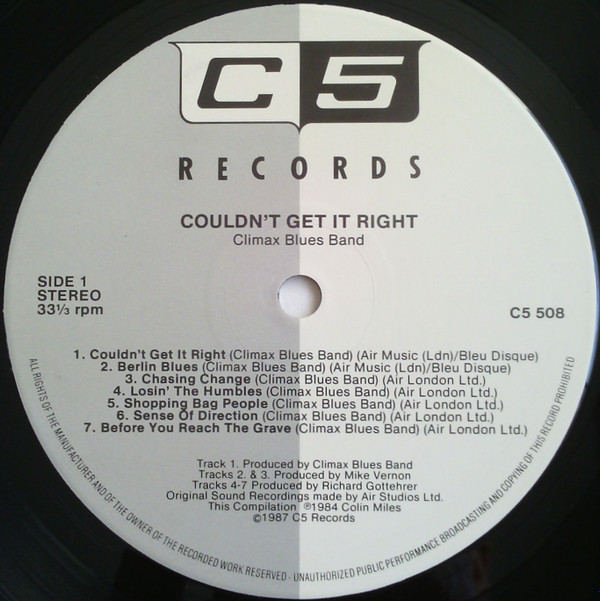 C5
RECORDS
COULDN'T GET IT RIGHT
Climax Blues Band
SIDE 1
STEREO
33⅓ rpm
C5 508
1. Couldn't Get It Right (Climax Blues Band) (Air Music (Ldn)/Bleu Disque)
2. Berlin Blues (Climax Blues Band) (Air Music (Ldn)/Bleu Disque)
3. Chasing Change (Climax Blues Band) (Air London Ltd.)
4. Losin' The Humbles (Climax Blues Band) (Air London Ltd.)
5. Shopping Bag People (Climax Blues Band) (Air London Ltd.)
6. Sense Of Direction (Climax Blues Band) (Air London Ltd.)
7. Before You Reach The Grave (Climax Blues Band) (Air London Ltd.)
Track 1. Produced by Climax Blues Band
Tracks 2. & 3. Produced by Mike Vernon
Tracks 4-7 Produced by Richard Gottehrer
Original Sound Recordings made by Air Studios Ltd.
This Compilation ℗1984 Colin Miles
©1987 C5 Records
ALL RIGHTS OF THE MANUFACTURER AND OF THE OWNER OF THE RECORDED WORK RESERVED · UNAUTHORIZED PUBLIC PERFORMANCE BROADCASTING AND COPYING OF THIS RECORD PROHIBITED